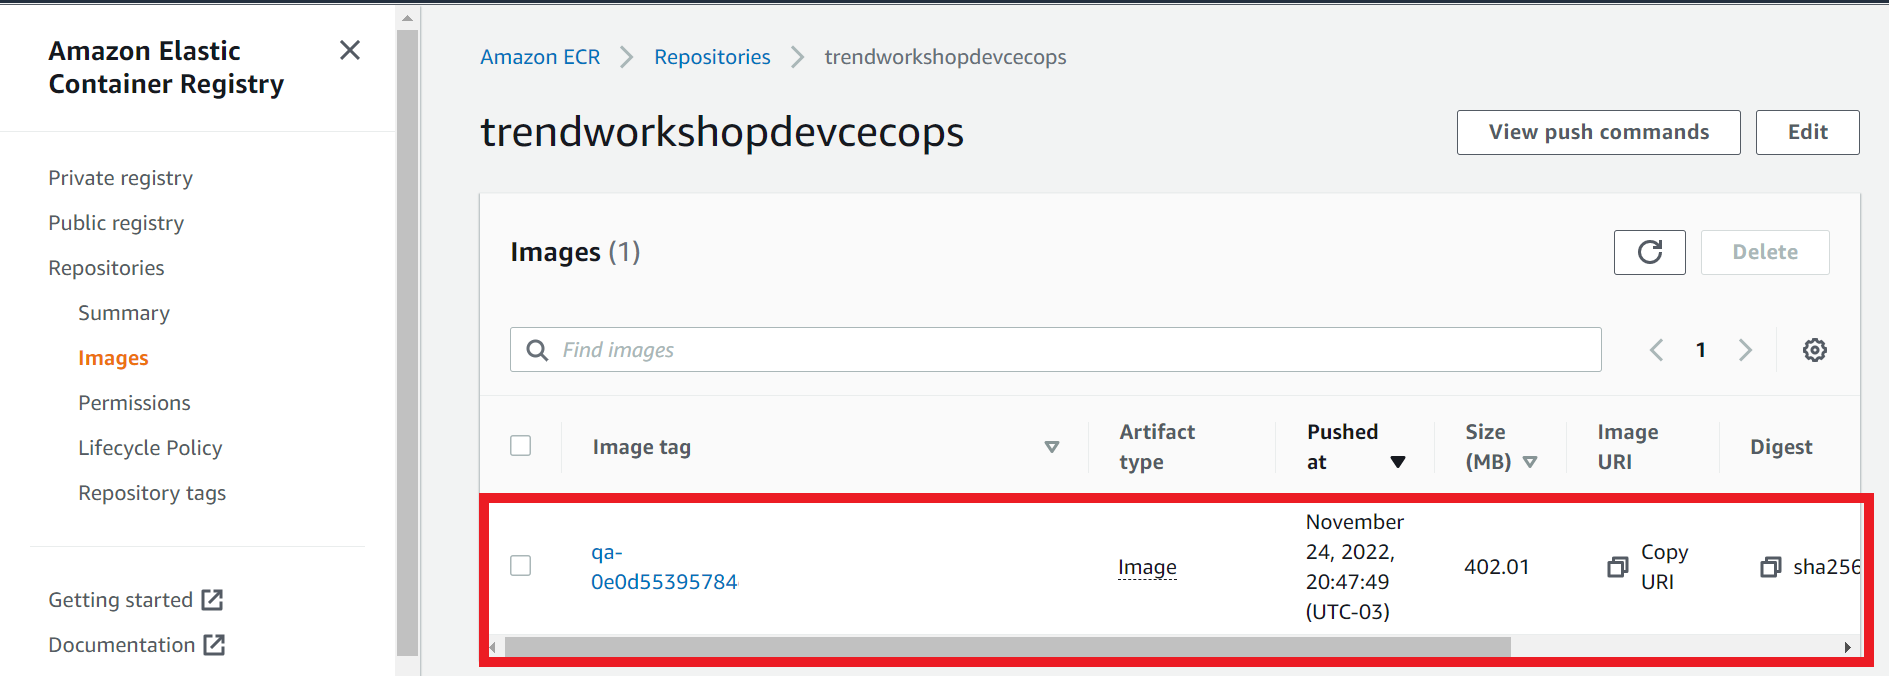 Amazon Elastic
Container Registry
Private registry
Public registry
Repositories
Summary
Images
Permissions
Lifecycle Policy
Repository tags
Getting started
Documentation
Amazon ECR > Repositories > trendworkshopdevcecops
trendworkshopdevcecops
View push commands
Edit
Images (1)
Delete
Find images
1
Image tag
Artifact
type
Pushed
at
Size
(MB)
Image
URI
Digest
qa-
0e0d55395784
Image
November
24, 2022,
20:47:49
(UTC-03)
402.01
Copy
URI
sha256